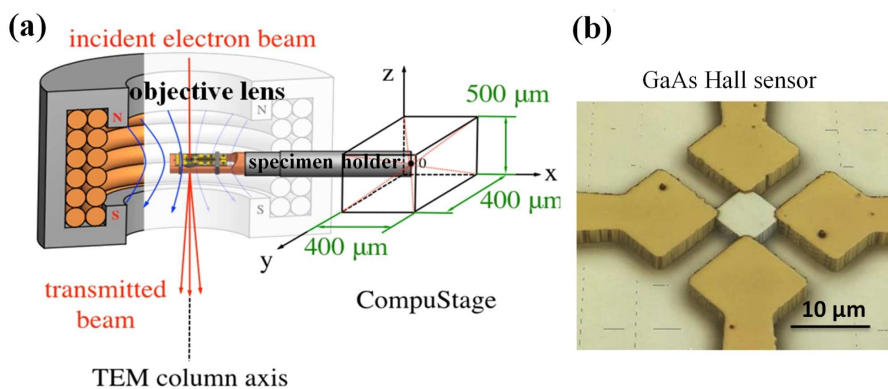 (a)
incident electron beam
objective lens
N
N
S
S
specimen holder
z
500 μm
0
x
400 μm
400 μm
y
transmitted
beam
CompuStage
TEM column axis
(b)
GaAs Hall sensor
10 μm